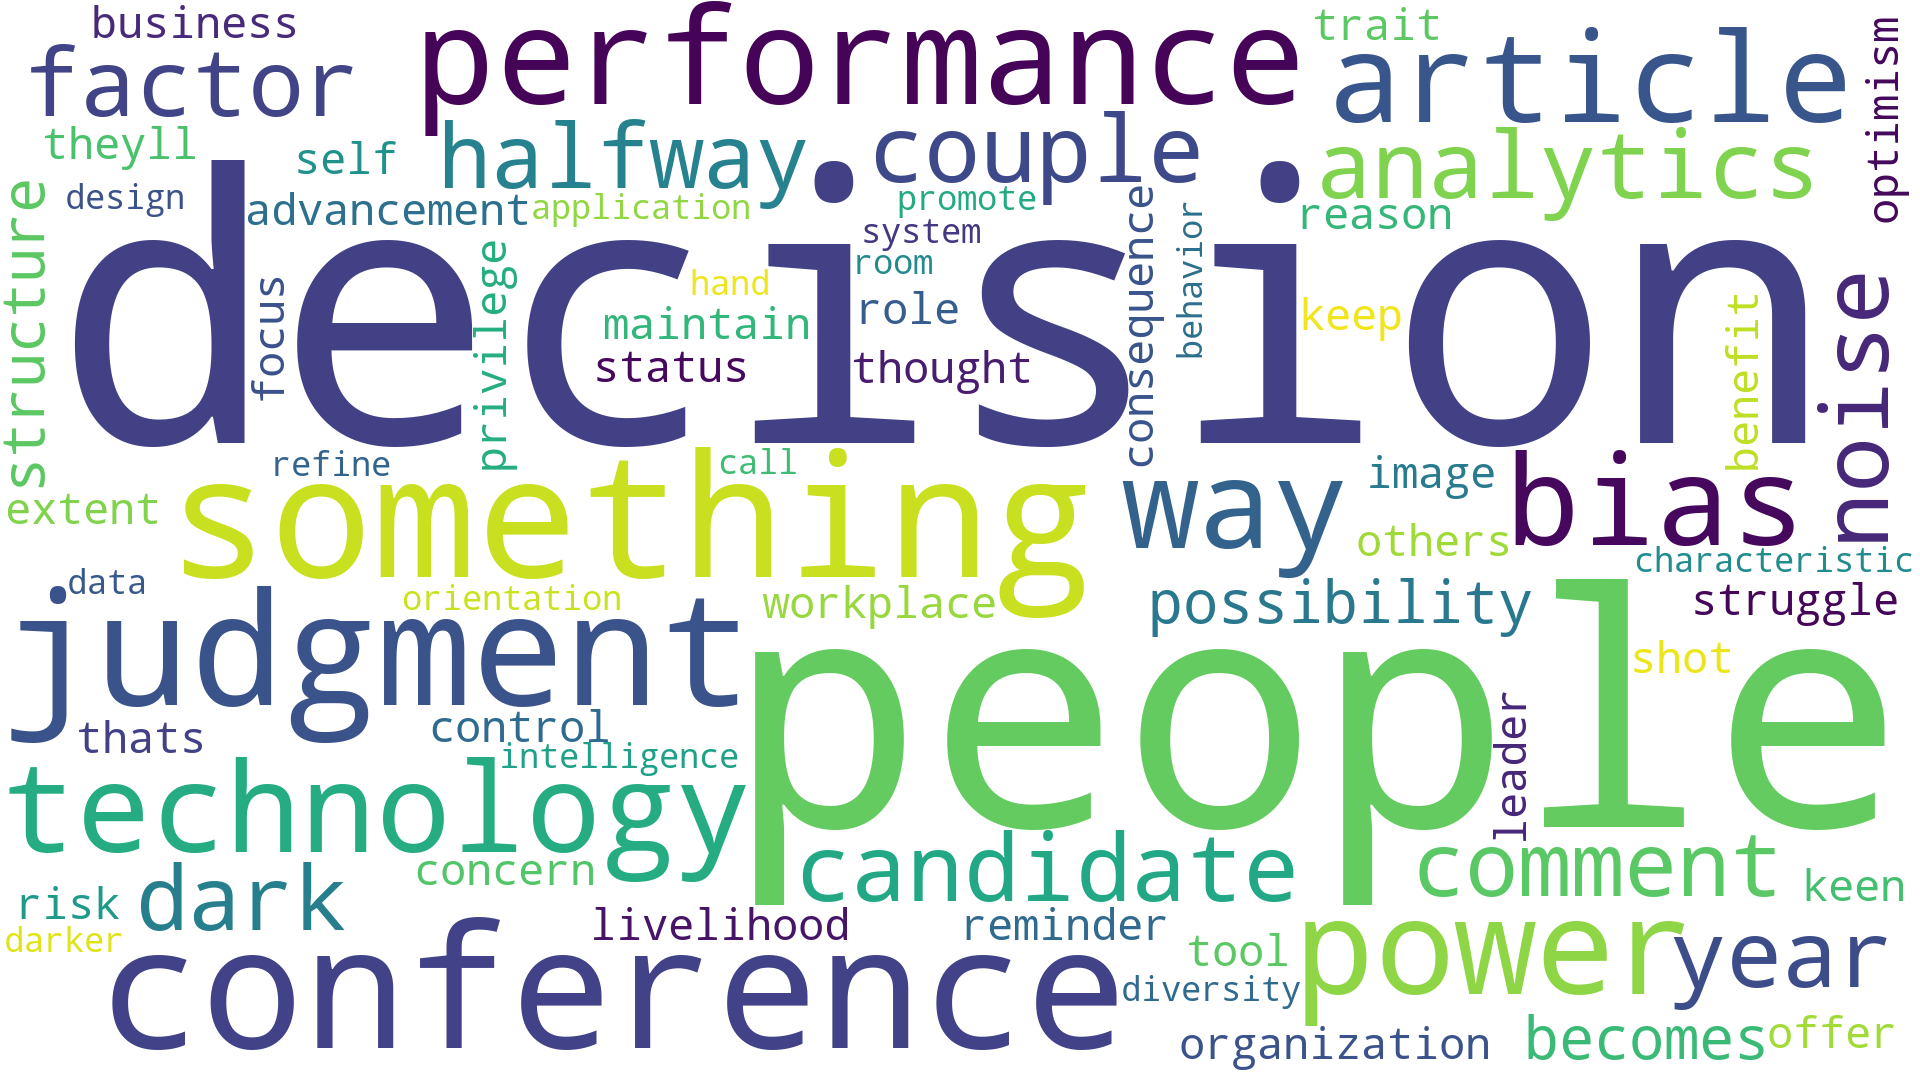 business
performance
trait
article
optimism
factor
halfway
couple
analytics
theyll
self
structure
design
advancement
application
promote
consequence
behavior
reason
system
decision
focus
privilege
hand
room
maintain
role
keep
benefit
noise
status
thought
refine
call
something
way
image
bias
extent
others
characteristic
data
judgment
orientation
workplace
possibility
struggle
people
shot
leader
thats
control
intelligence
technology
candidate
comment
concern
risk
dark
keen
darker
livelihood
reminder
power
year
conference
tool
diversity
organization
becomes
offer